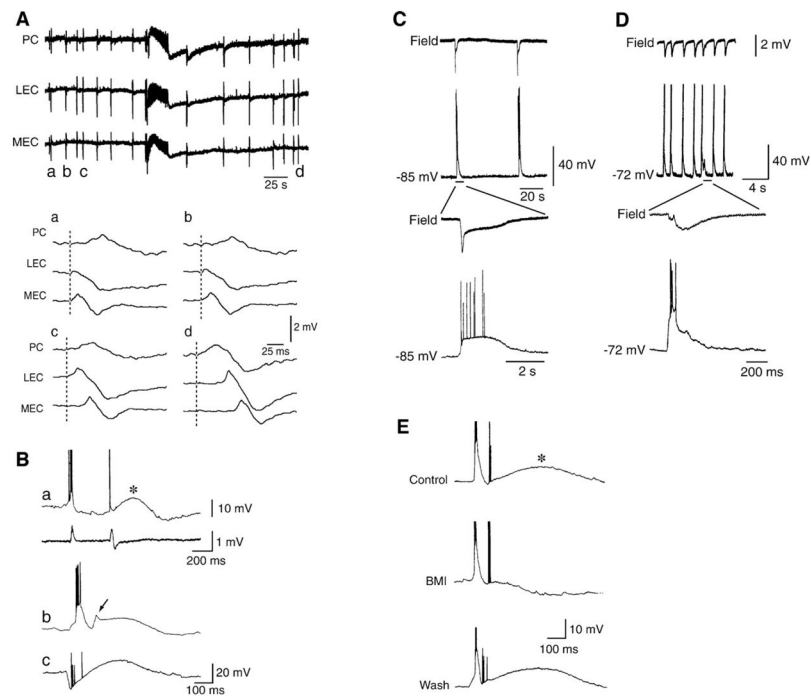 A
PC
LEC
MEC
a b c d
25 s
a b
PC
LEC
MEC
2 mV
25 ms
c d
PC
LEC
MEC
B
a
*
10 mV
1 mV
200 ms
b
c
20 mV
100 ms
C
Field
-85 mV
40 mV
20 s
Field
-85 mV
2 s
D
Field
2 mV
-72 mV
40 mV
4 s
Field
-72 mV
200 ms
E
*
Control
BMI
10 mV
100 ms
Wash